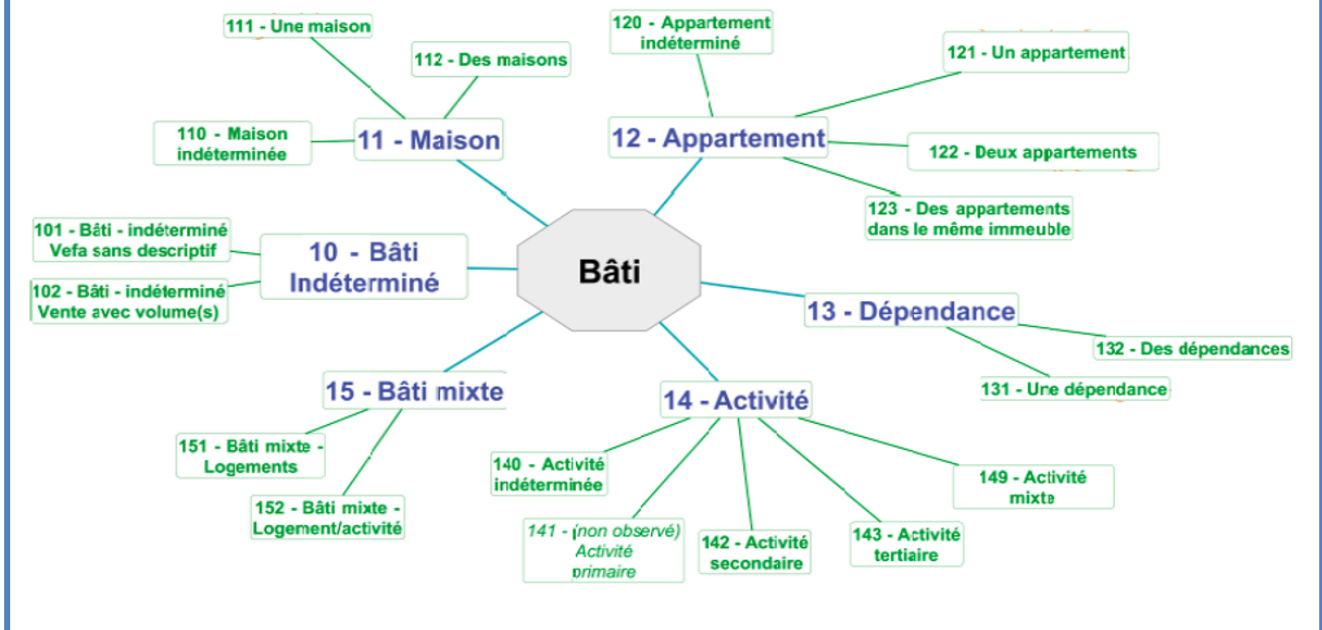 111 - Une maison
112 - Des maisons
110 - Maison
indéterminée
11 - Maison
120 - Appartement
indéterminé
121 - Un appartement
12 - Appartement
122 - Deux appartements
123 - Des appartements
dans le même immeuble
101 - Bâti - indéterminé
Vefa sans descriptif
102 - Bâti - indéterminé
Vente avec volume(s)
10 - Bâti
Indéterminé
Bâti
13 - Dépendance
132 - Des dépendances
131 - Une dépendance
15 - Bâti mixte
151 - Bâti mixte -
Logements
152 - Bâti mixte -
Logement/activité
14 - Activité
140 - Activité
indéterminée
141 - (non observé)
Activité
primaire
142 - Activité
secondaire
143 - Activité
tertiaire
149 - Activité
mixte